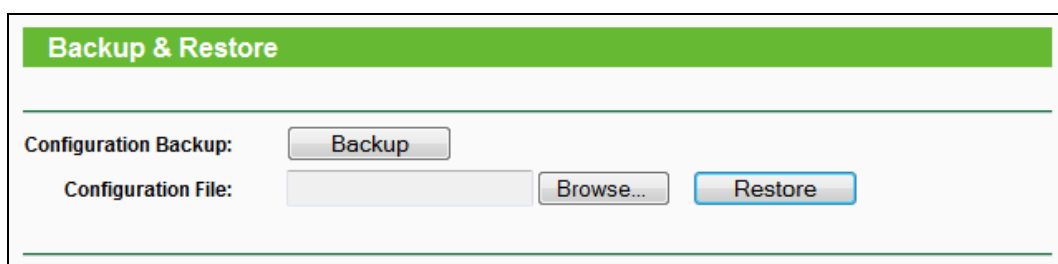 Backup & Restore
Configuration Backup: Backup
Configuration File: Browse... Restore